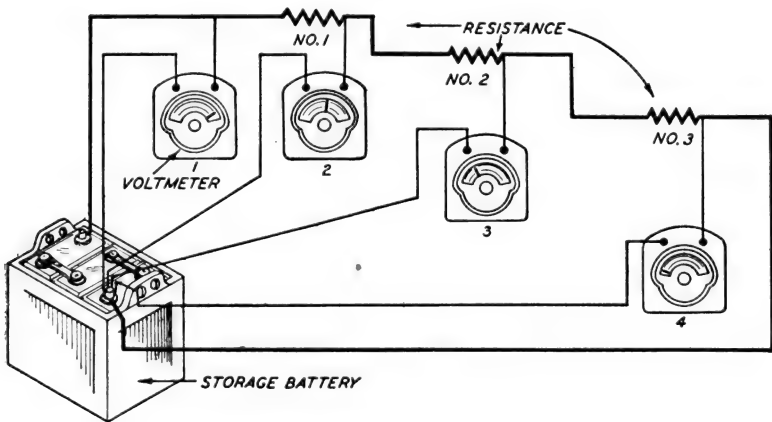 RESISTANCE
NO. 1
NO. 2
NO. 3
1
2
VOLTMETER
3
4
STORAGE BATTERY